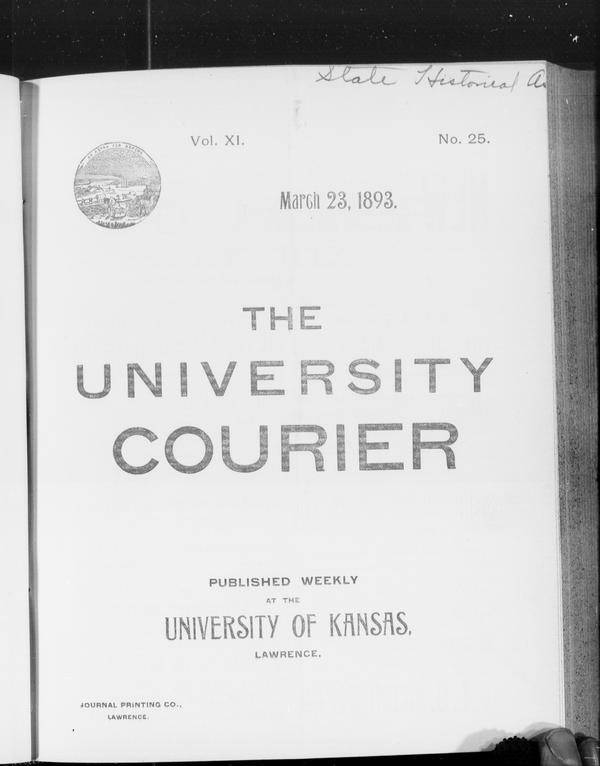 State Historical
Vol. XI.
No. 25.
March 23, 1893.
THE
UNIVERSITY
COURIER
PUBLISHED WEEKLY
AT THE
UNIVERSITY OF KANSAS,
LAWRENCE.
JOURNAL PRINTING CO.,
LAWRENCE.